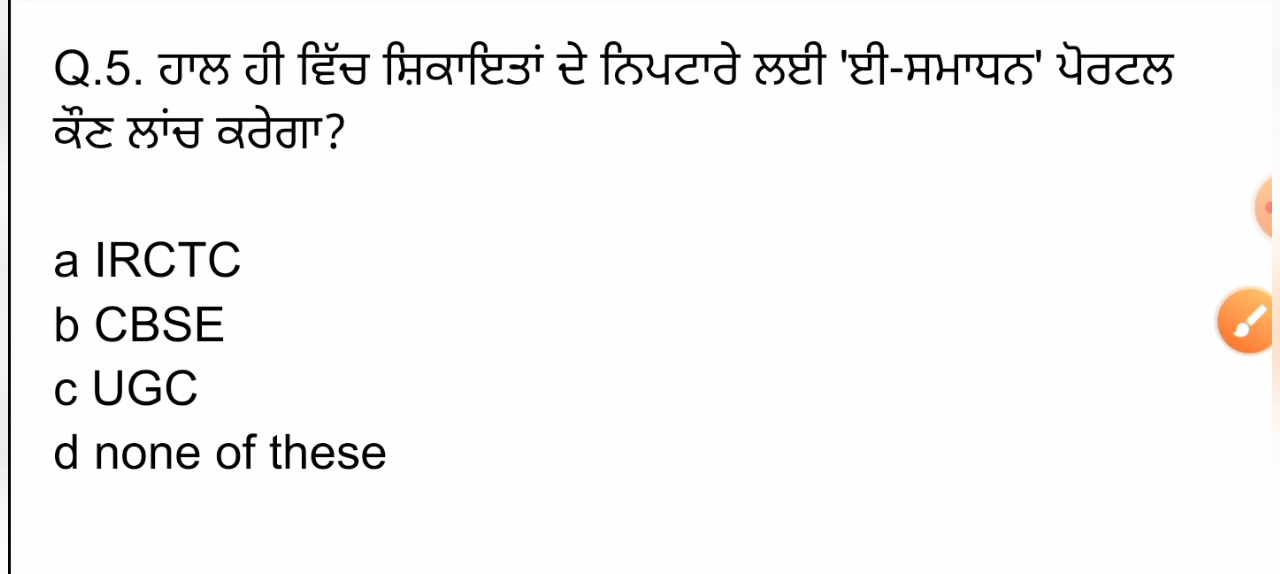 Q.5. ਹਾਲ ਹੀ ਵਿੱਚ ਸ਼ਿਕਾਇਤਾਂ ਦੇ ਨਿਪਟਾਰੇ ਲਈ 'ਈ-ਸਮਾਧਨ' ਪੋਰਟਲ
ਕੌਣ ਲਾਂਚ ਕਰੇਗਾ?
a IRCTC
b CBSE
c UGC
d none of these